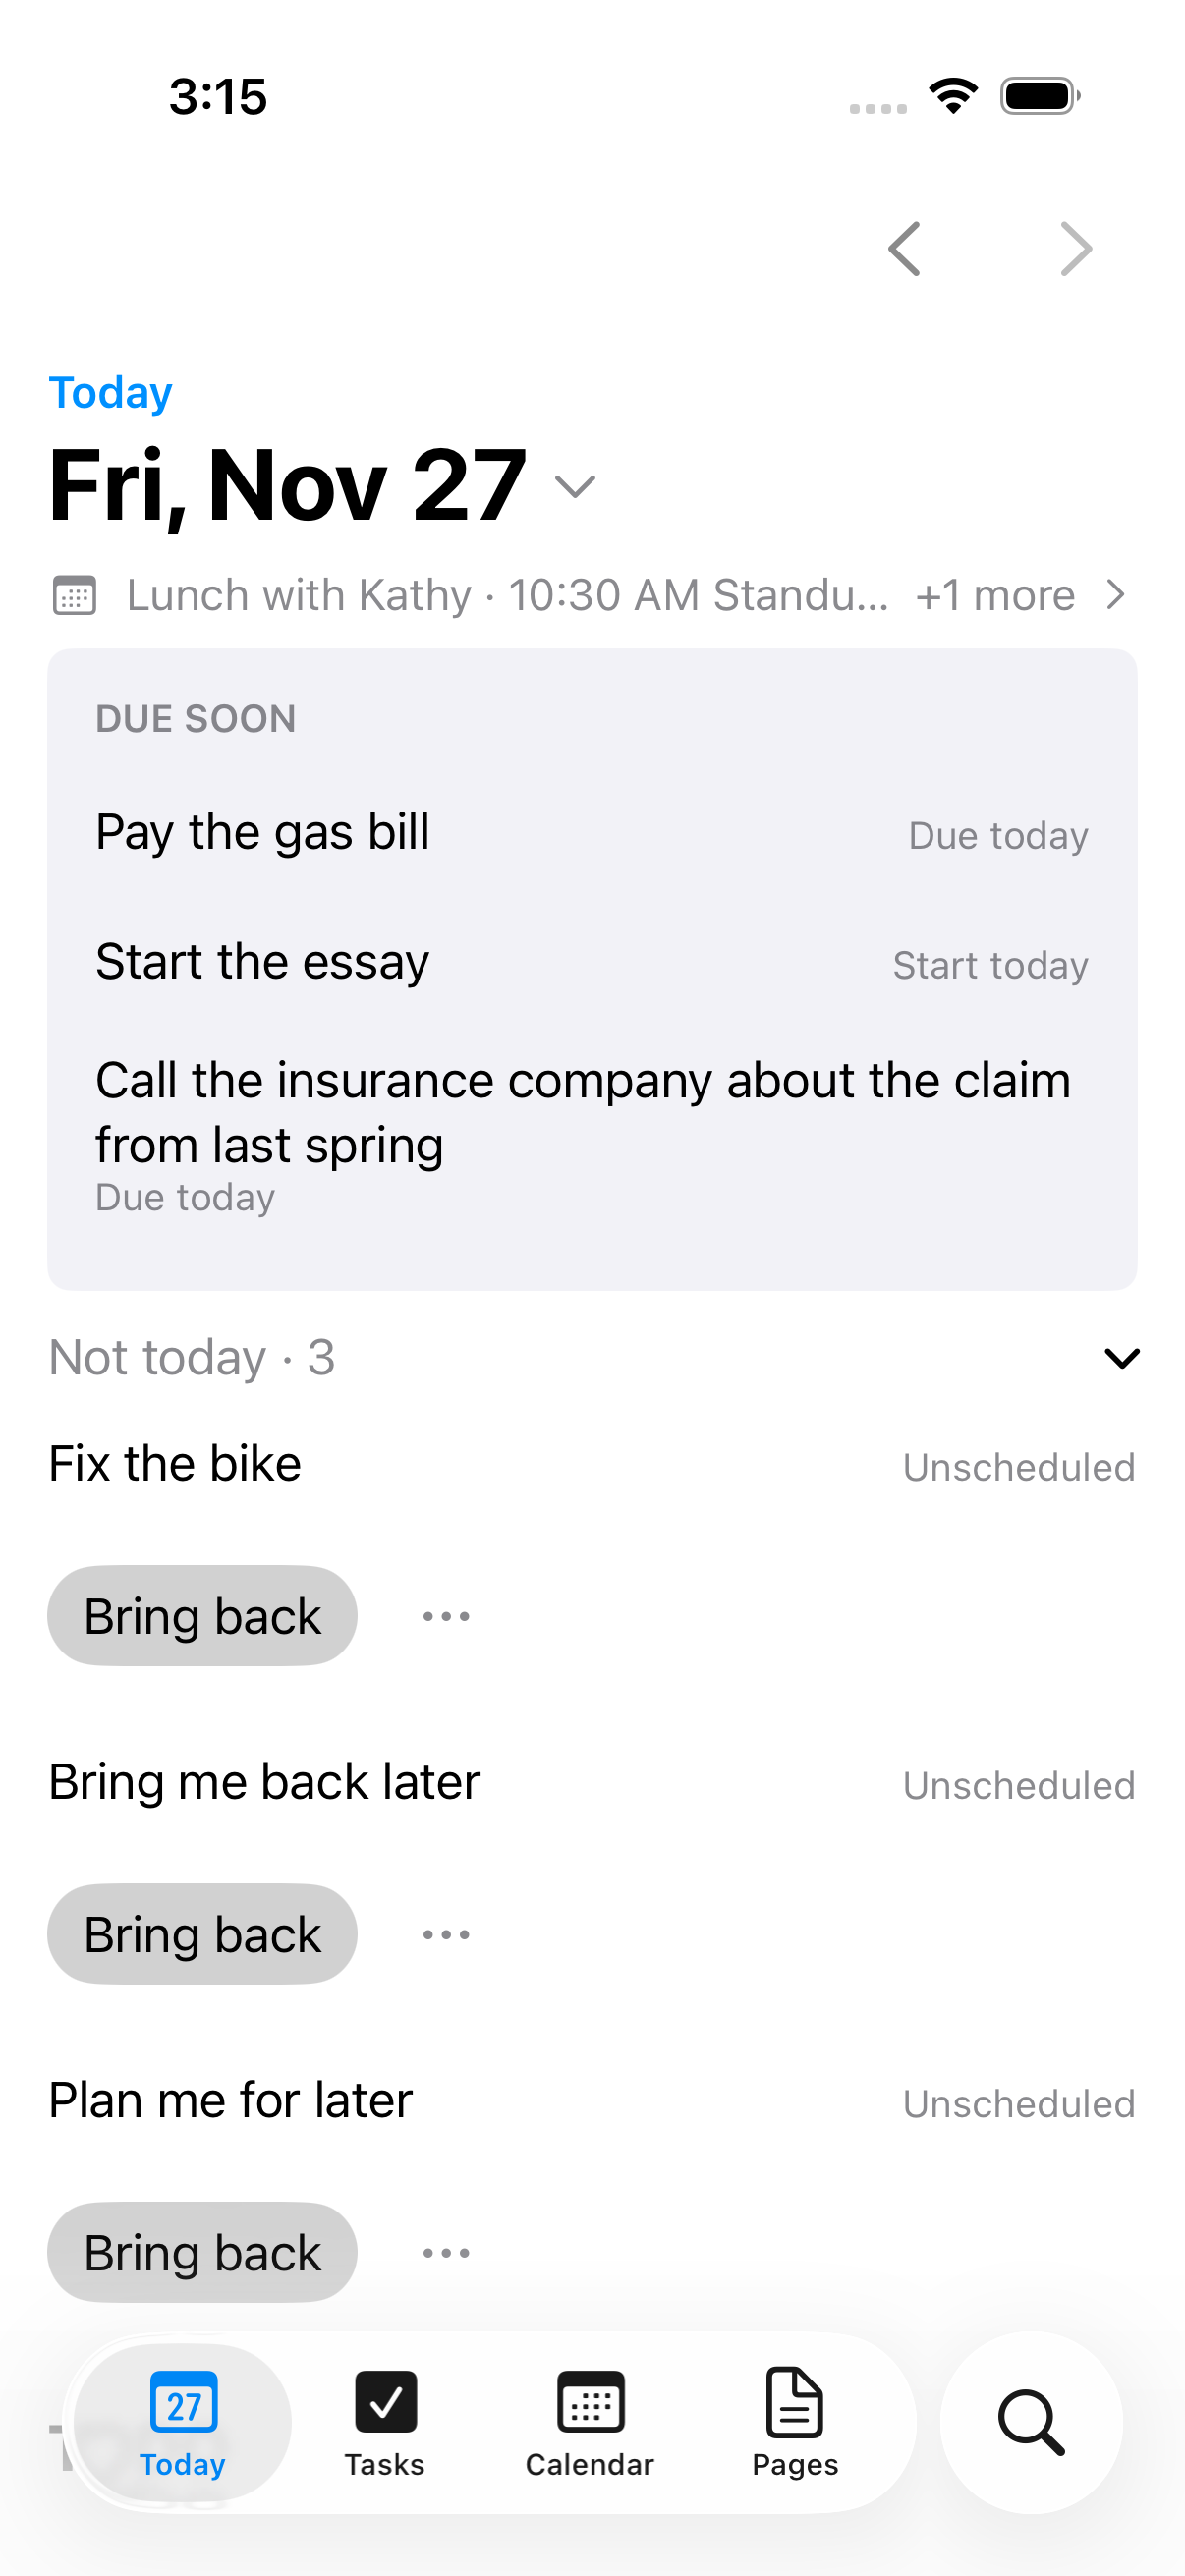 3:15
Today
Fri, Nov 27
Lunch with Kathy · 10:30 AM Standu... +1 more
DUE SOON
Pay the gas bill Due today
Start the essay Start today
Call the insurance company about the claim
from last spring
Due today
Not today · 3
Fix the bike Unscheduled
Bring back
Bring me back later Unscheduled
Bring back
Plan me for later Unscheduled
Bring back
27
Today Tasks Calendar Pages